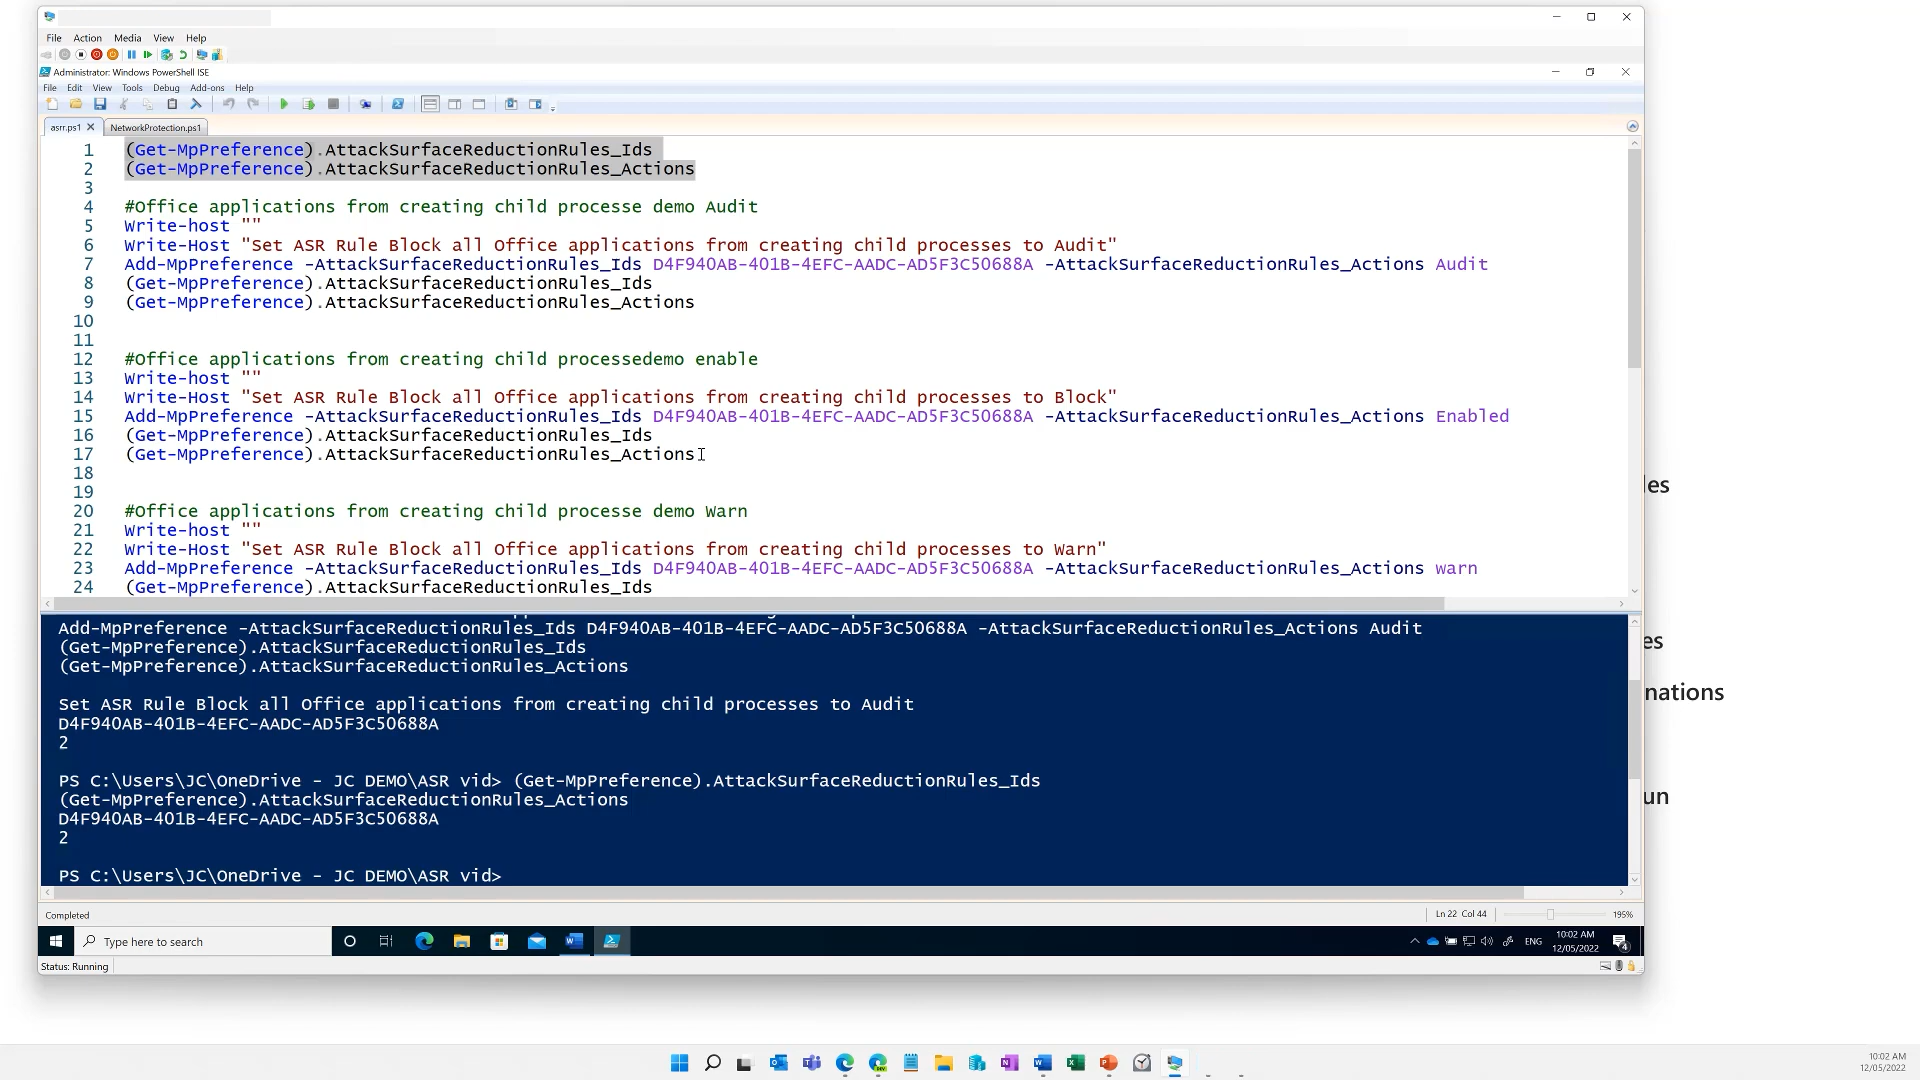 File Action Media View Help
Administrator: Windows PowerShell ISE
File Edit View Tools Debug Add-ons Help
asrr.ps1 NetworkProtection.ps1
1 (Get-MpPreference).AttackSurfaceReductionRules_Ids
2 (Get-MpPreference).AttackSurfaceReductionRules_Actions
3
4 #Office applications from creating child processe demo Audit
5 Write-host ""
6 Write-Host "Set ASR Rule Block all Office applications from creating child processes to Audit"
7 Add-MpPreference -AttackSurfaceReductionRules_Ids D4F940AB-401B-4EFC-AADC-AD5F3C50688A -AttackSurfaceReductionRules_Actions Audit
8 (Get-MpPreference).AttackSurfaceReductionRules_Ids
9 (Get-MpPreference).AttackSurfaceReductionRules_Actions
10
11
12 #Office applications from creating child processedemo enable
13 Write-host ""
14 Write-Host "Set ASR Rule Block all Office applications from creating child processes to Block"
15 Add-MpPreference -AttackSurfaceReductionRules_Ids D4F940AB-401B-4EFC-AADC-AD5F3C50688A -AttackSurfaceReductionRules_Actions Enabled
16 (Get-MpPreference).AttackSurfaceReductionRules_Ids
17 (Get-MpPreference).AttackSurfaceReductionRules_Actions
18
19
20 #Office applications from creating child processe demo Warn
21 Write-host ""
22 Write-Host "Set ASR Rule Block all Office applications from creating child processes to Warn"
23 Add-MpPreference -AttackSurfaceReductionRules_Ids D4F940AB-401B-4EFC-AADC-AD5F3C50688A -AttackSurfaceReductionRules_Actions warn
24 (Get-MpPreference).AttackSurfaceReductionRules_Ids
Add-MpPreference -AttackSurfaceReductionRules_Ids D4F940AB-401B-4EFC-AADC-AD5F3C50688A -AttackSurfaceReductionRules_Actions Audit
(Get-MpPreference).AttackSurfaceReductionRules_Ids
(Get-MpPreference).AttackSurfaceReductionRules_Actions
Set ASR Rule Block all Office applications from creating child processes to Audit
D4F940AB-401B-4EFC-AADC-AD5F3C50688A
2
PS C:\Users\JC\OneDrive - JC DEMO\ASR vid> (Get-MpPreference).AttackSurfaceReductionRules_Ids
(Get-MpPreference).AttackSurfaceReductionRules_Actions
D4F940AB-401B-4EFC-AADC-AD5F3C50688A
2
PS C:\Users\JC\OneDrive - JC DEMO\ASR vid>
Completed Ln 22 Col 44 195%
Type here to search ENG 10:02 AM
12/05/2022 4
Status: Running
les
es
nations
un
10:02 AM
12/05/2022